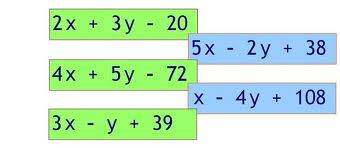 2x + 3y - 20
5x - 2y + 38
4x + 5y - 72
x - 4y + 108
3x - y + 39